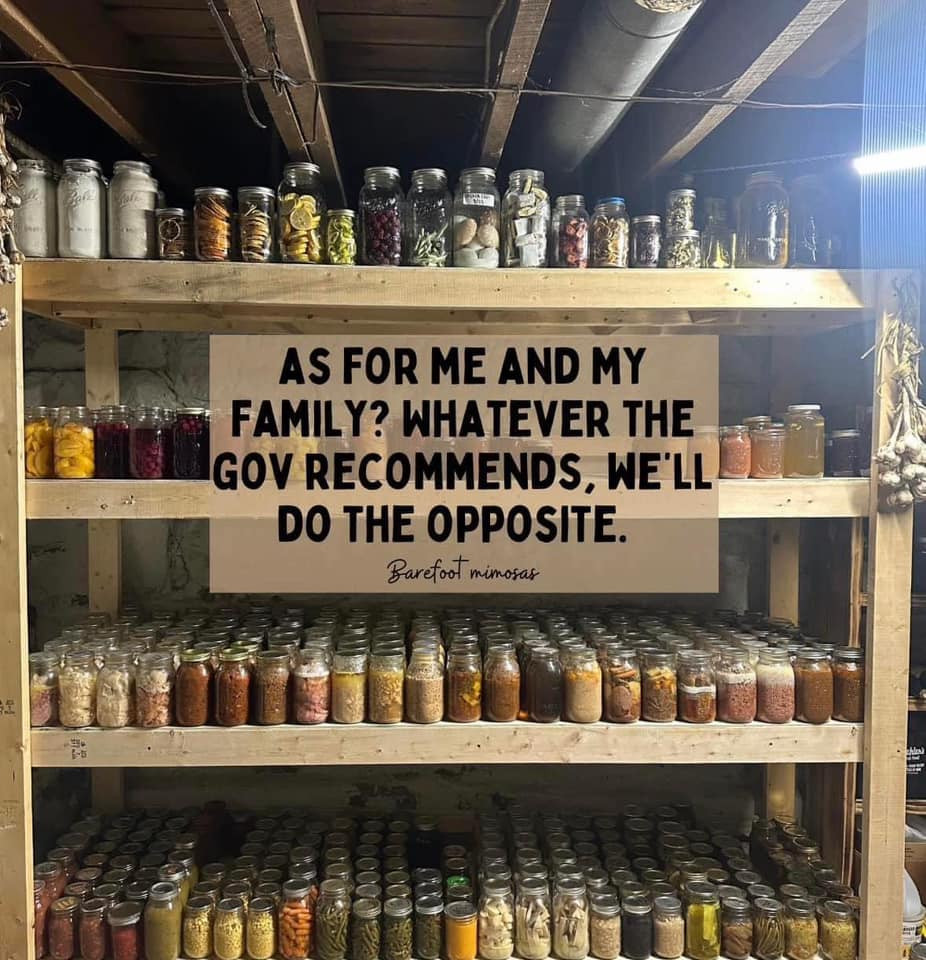 AS FOR ME AND MY
FAMILY? WHATEVER THE
GOV RECOMMENDS, WE'LL
DO THE OPPOSITE.
Barefoot mimosas